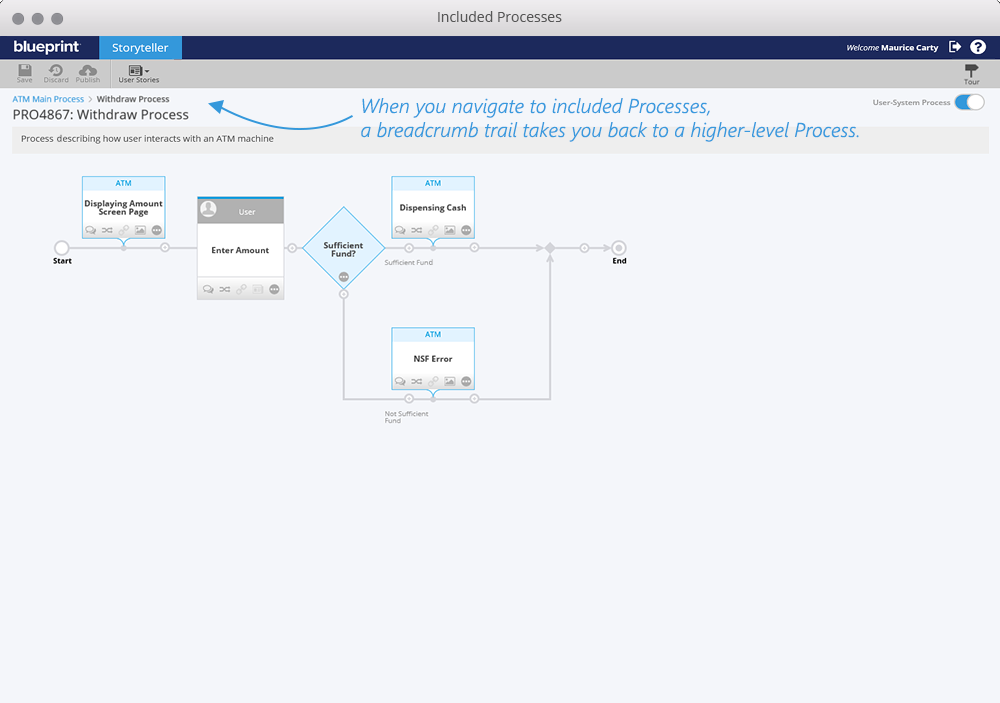 Included Processes
blueprint Storyteller Welcome Maurice Carty ?
Save Discard Publish User Stories Tour
ATM Main Process > Withdraw Process
PRO4867: Withdraw Process
User-System Process
When you navigate to included Processes,
a breadcrumb trail takes you back to a higher-level Process.
Process describing how user interacts with an ATM machine
ATM
Displaying Amount
Screen Page
Start
User
Enter Amount
Sufficient
Fund?
ATM
Dispensing Cash
Sufficient Fund
End
ATM
NSF Error
Not Sufficient
Fund